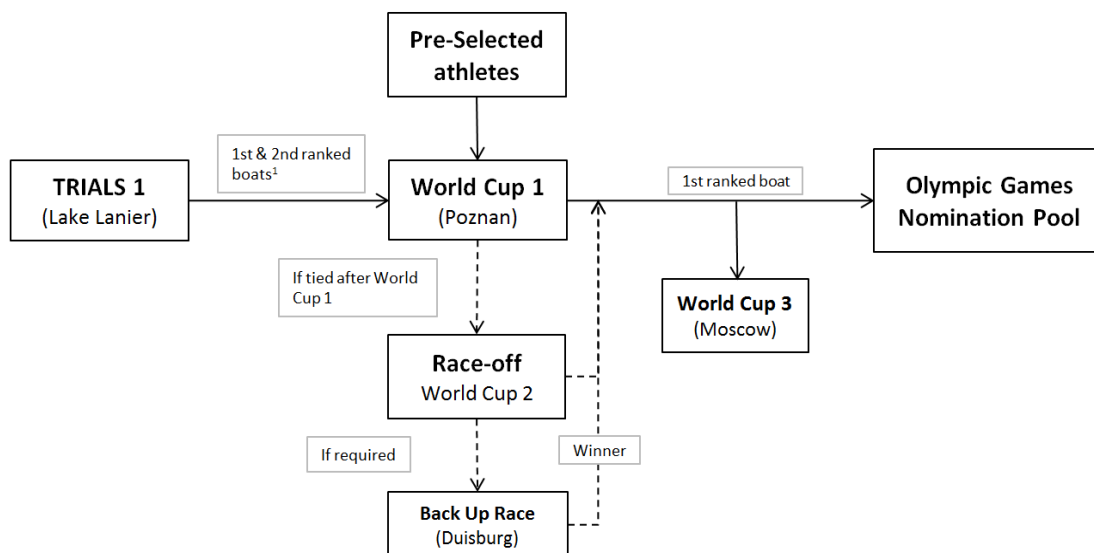 Pre-Selected
athletes
1st & 2nd ranked
boats¹
TRIALS 1
(Lake Lanier)
World Cup 1
(Poznan)
1st ranked boat
Olympic Games
Nomination Pool
If tied after World
Cup 1
World Cup 3
(Moscow)
Race-off
World Cup 2
If required
Winner
Back Up Race
(Duisburg)